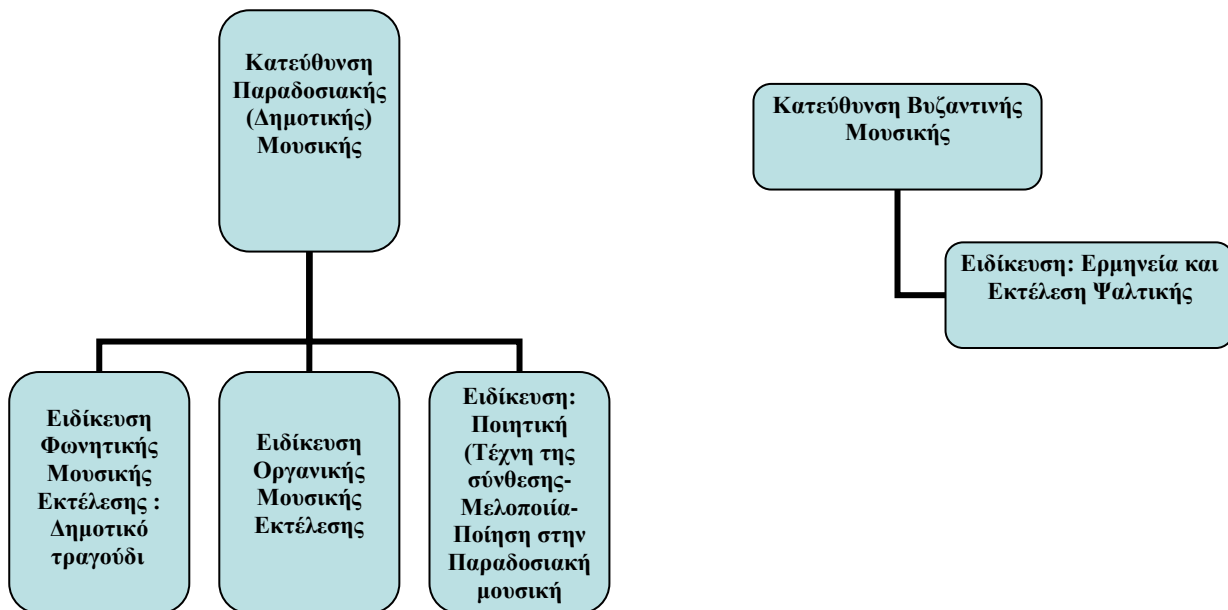 Κατεύθυνση
Παραδοσιακής
(Δημοτικής)
Μουσικής
Κατεύθυνση Βυζαντινής
Μουσικής
Ειδίκευση: Ερμηνεία και
Εκτέλεση Ψαλτικής
Ειδίκευση
Φωνητικής
Μουσικής
Εκτέλεσης :
Δημοτικό
τραγούδι
Ειδίκευση
Οργανικής
Μουσικής
Εκτέλεσης
Ειδίκευση:
Ποιητική
(Τέχνη της
σύνθεσης-
Μελοποιία-
Ποίηση στην
Παραδοσιακή
μουσική